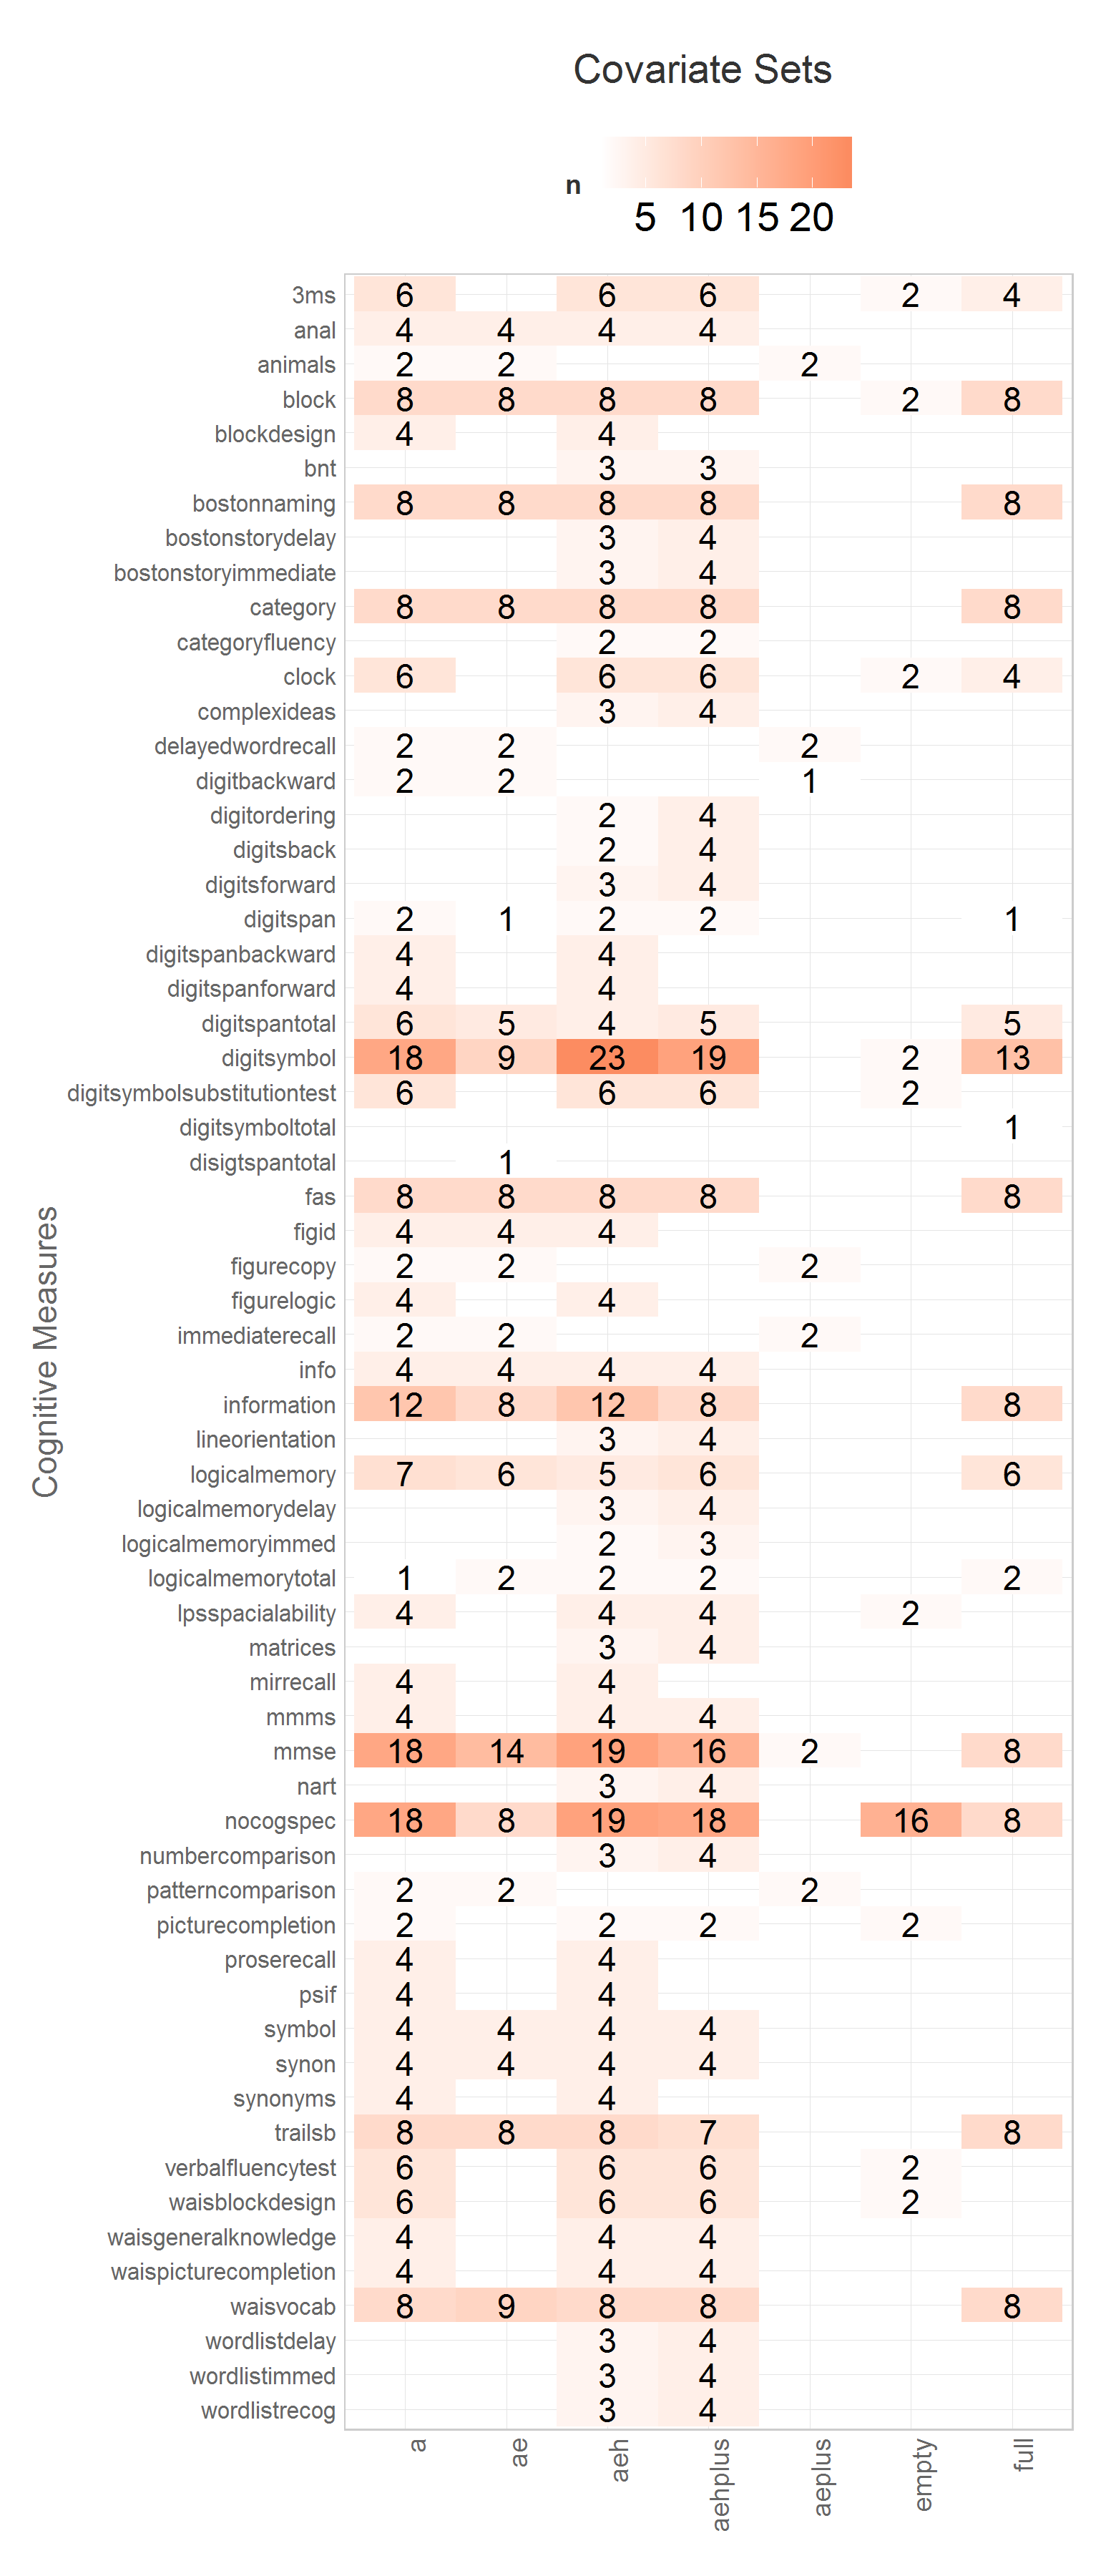 Covariate Sets
n
5 10 15 20
3ms 6 6 6 2 4
anal 4 4 4 4
animals 2 2 2
block 8 8 8 8 2 8
blockdesign 4 4
bnt 3 3
bostonnaming 8 8 8 8 8
bostonstorydelay 3 4
bostonstoryimmediate 3 4
category 8 8 8 8 8
categoryfluency 2 2
clock 6 6 6 2 4
complexideas 3 4
delayedwordrecall 2 2 2
digitbackward 2 2 1
digitordering 2 4
digitsback 2 4
digitsforward 3 4
digitspan 2 1 2 2 1
digitspanbackward 4 4
digitspanforward 4 4
digitspantotal 6 5 4 5 5
digitsymbol 18 9 23 19 2 13
digitsymbolsubstitutiontest 6 6 6 2
digitsymboltotal 1
disigtspantotal 1
fas 8 8 8 8 8
figid 4 4 4
figurecopy 2 2 2
figurelogic 4 4
immediaterecall 2 2 2
info 4 4 4 4
information 12 8 12 8 8
lineorientation 3 4
logicalmemory 7 6 5 6 6
logicalmemorydelay 3 4
logicalmemoryimmed 2 3
logicalmemorytotal 1 2 2 2 2
lpsspacialability 4 4 4 2
matrices 3 4
mirrecall 4 4
mmms 4 4 4
mmse 18 14 19 16 2 8
nart 3 4
nocogspec 18 8 19 18 16 8
numbercomparison 3 4
patterncomparison 2 2 2
picturecompletion 2 2 2 2
proserecall 4 4
psif 4 4
symbol 4 4 4 4
synon 4 4 4 4
synonyms 4 4
trailsb 8 8 8 7 8
verbalfluencytest 6 6 6 2
waisblockdesign 6 6 6 2
waisgeneralknowledge 4 4 4
waispicturecompletion 4 4 4
waisvocab 8 9 8 8 8
wordlistdelay 3 4
wordlistimmed 3 4
wordlistrecog 3 4
Cognitive Measures
a ae aeh aehplus aeplus empty full